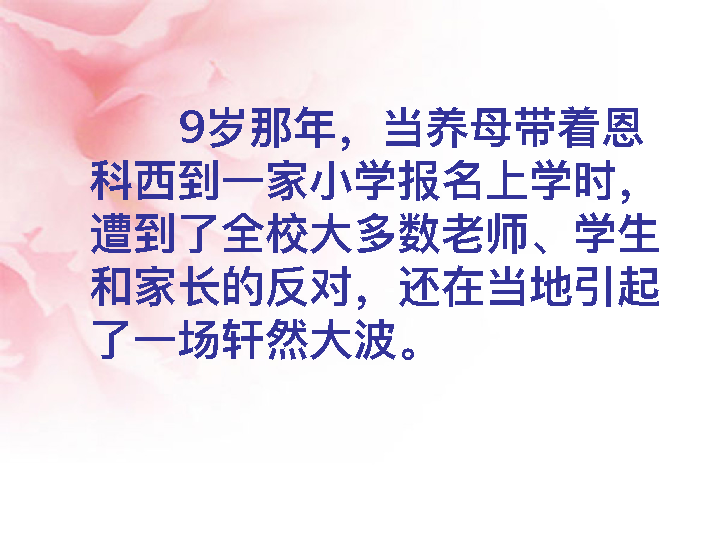 9岁那年，当养母带着恩
科西到一家小学报名上学时，
遭到了全校大多数老师、学生
和家长的反对，还在当地引起
了一场轩然大波。